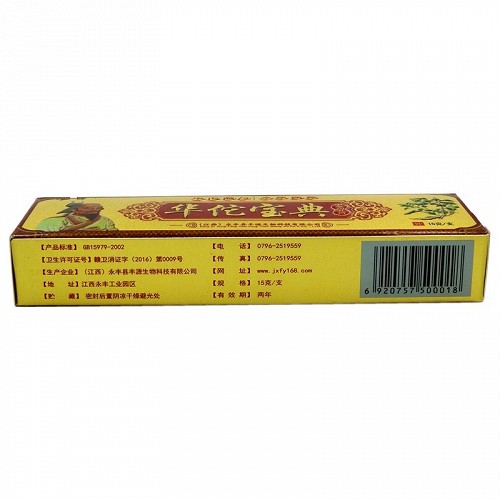 华佗宝典
15克/支
【产品标准】 GB15979-2002
【卫生许可证号】 赣卫消证字（2016）第0009号
【生产企业】 （江西）永丰县丰源生物科技有限公司
【地 址】 江西永丰工业园区
【贮 藏】 密封后置阴凉干燥避光处
【电 话】 0796-2519559
【传 真】 0796-2519559
【网 址】 www.jxfy168.com
【规 格】 15克/支
【有 效 期】 两年
6 920757 500018